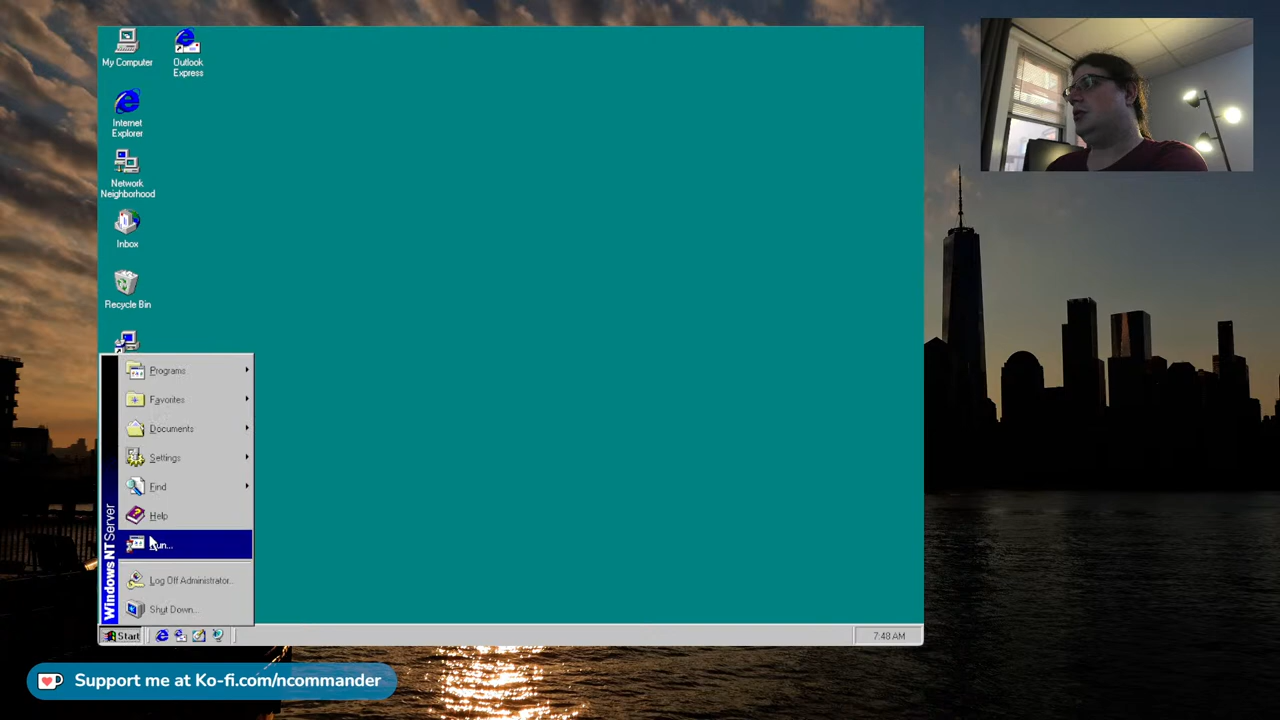 My Computer
Outlook
Express
Internet
Explorer
Network
Neighborhood
Inbox
Recycle Bin
Programs
Favorites
Documents
Settings
Find
Help
Run...
Log Off Administrator...
Shut Down...
Windows NT Server
Start
7:48 AM
Support me at Ko-fi.com/ncommander